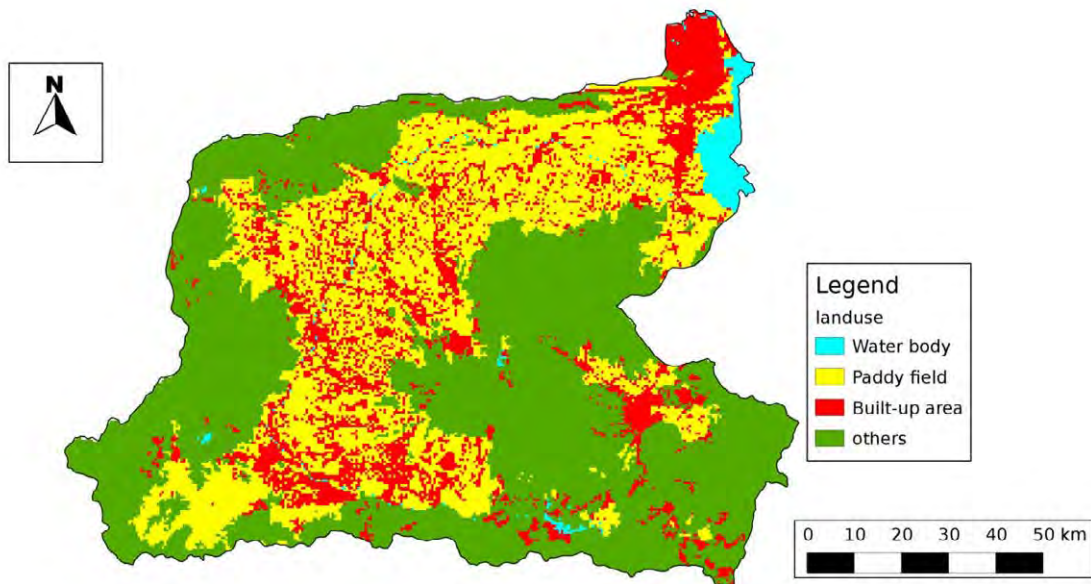 N
Legend
landuse
Water body
Paddy field
Built-up area
others
0 10 20 30 40 50 km